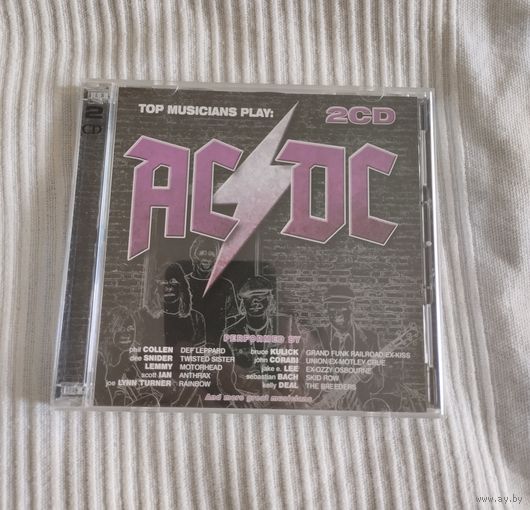 TOP MUSICIANS PLAY:
2CD
AC DC
PERFORMED BY
phil COLLEN DEF LEPPARD
dee SNIDER TWISTED SISTER
LEMMY MOTORHEAD
scott IAN ANTHRAX
joe LYNN TURNER RAINBOW
bruce KULICK GRAND FUNK RAILROAD/EX-KISS
john CORABI UNION/EX-MOTLEY CRUE
jake e. LEE EX-OZZY OSBOURNE
sebastian BACH SKID ROW
kelly DEAL THE BREEDERS
And more great musicians
2
www.ay.by